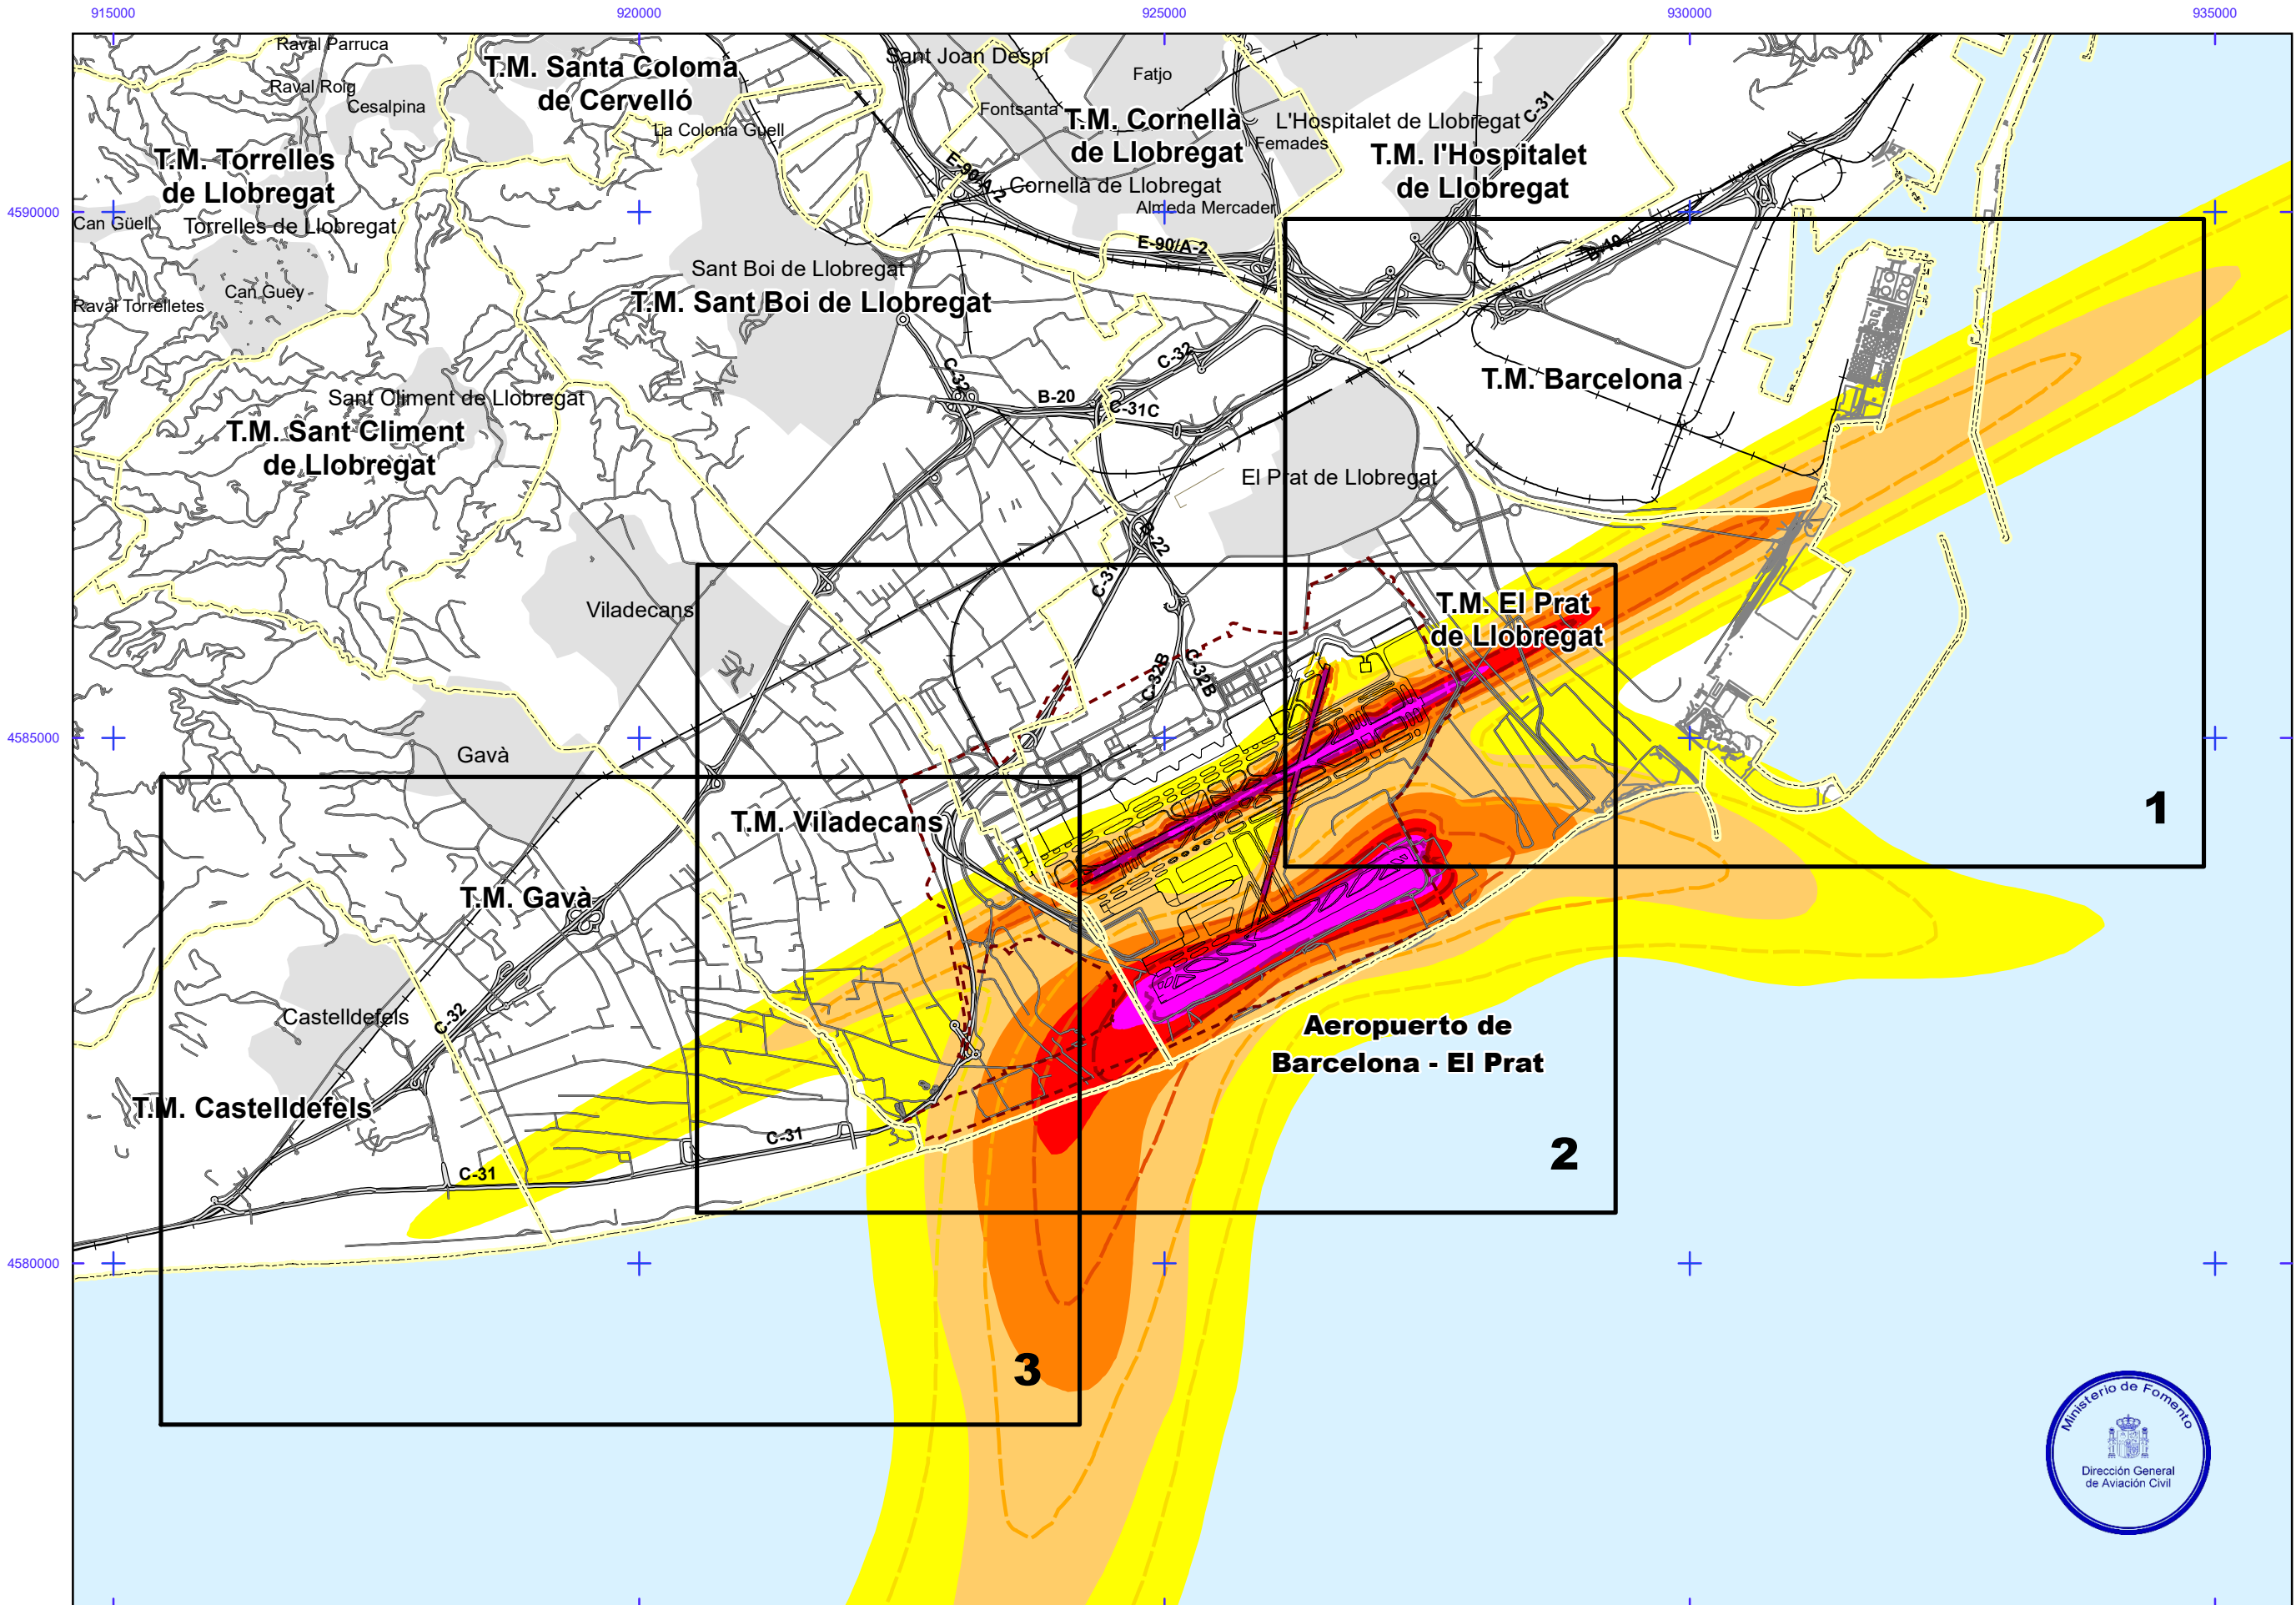 915000
920000
925000
930000
935000
4590000
4585000
4580000
Raval Parruca
Raval Roig
Cesalpina
T.M. Santa Coloma
de Cervelló
La Colonia Guell
Sant Joan Despí
Fatjo
Fontsanta
T.M. Cornellà
de Llobregat
L'Hospitalet de Llobregat
Femades
C-31
T.M. l'Hospitalet
de Llobregat
T.M. Torrelles
de Llobregat
Can Güell
Torrelles de Llobregat
Can Guey
Raval Torrelletes
E-90/A-2
Cornellà de Llobregat
Almeda Mercader
E-90/A-2
B-10
Sant Boi de Llobregat
T.M. Sant Boi de Llobregat
C-32
C-32
B-20
C-31C
T.M. Barcelona
Sant Climent de Llobregat
T.M. Sant Climent
de Llobregat
El Prat de Llobregat
B-22
C-31
Viladecans
T.M. El Prat
de Llobregat
C-32B
C-32B
Gavà
T.M. Viladecans
1
T.M. Gavà
Castelldefels
C-32
Aeropuerto de
Barcelona - El Prat
T.M. Castelldefels
C-31
C-31
2
3
Ministerio de Fomento
Dirección General
de Aviación Civil